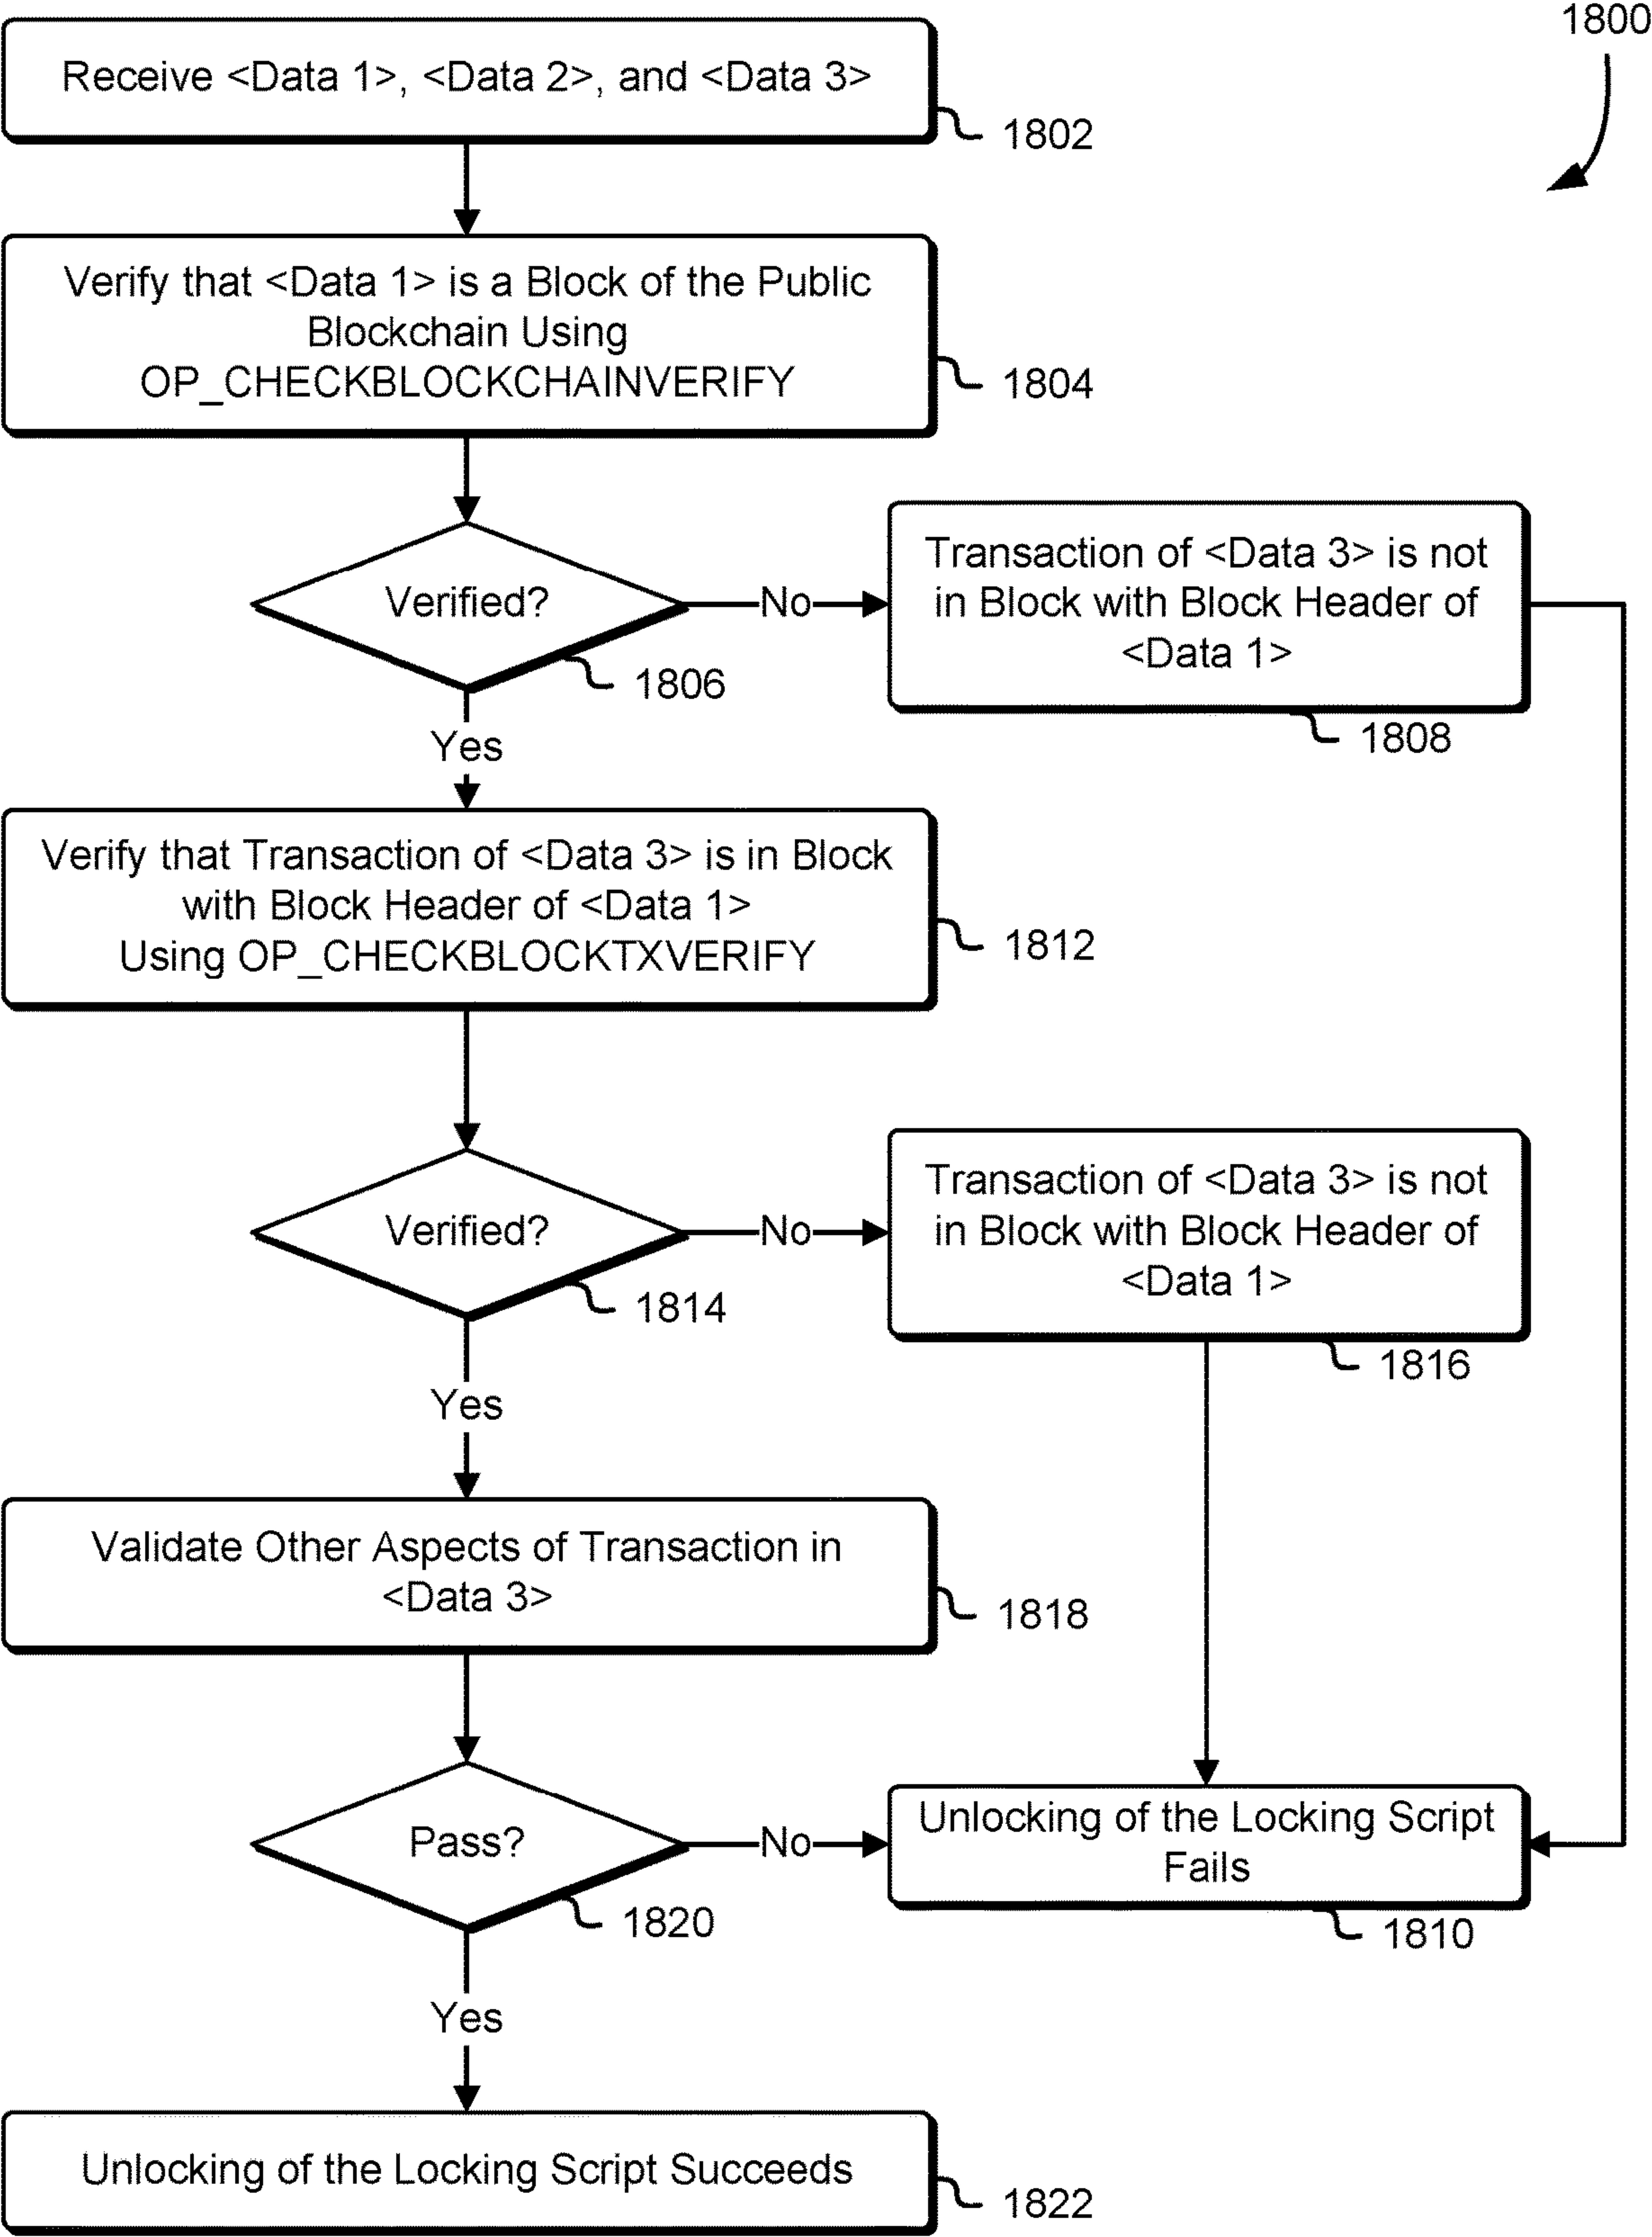 1800
Receive <Data 1>, <Data 2>, and <Data 3>
1802
Verify that <Data 1> is a Block of the Public
Blockchain Using
OP_CHECKBLOCKCHAINVERIFY
1804
Verified?
No
1806
Transaction of <Data 3> is not
in Block with Block Header of
<Data 1>
1808
Yes
Verify that Transaction of <Data 3> is in Block
with Block Header of <Data 1>
Using OP_CHECKBLOCKTXVERIFY
1812
Verified?
No
1814
Transaction of <Data 3> is not
in Block with Block Header of
<Data 1>
1816
Yes
Validate Other Aspects of Transaction in
<Data 3>
1818
Pass?
No
1820
Unlocking of the Locking Script
Fails
1810
Yes
Unlocking of the Locking Script Succeeds
1822